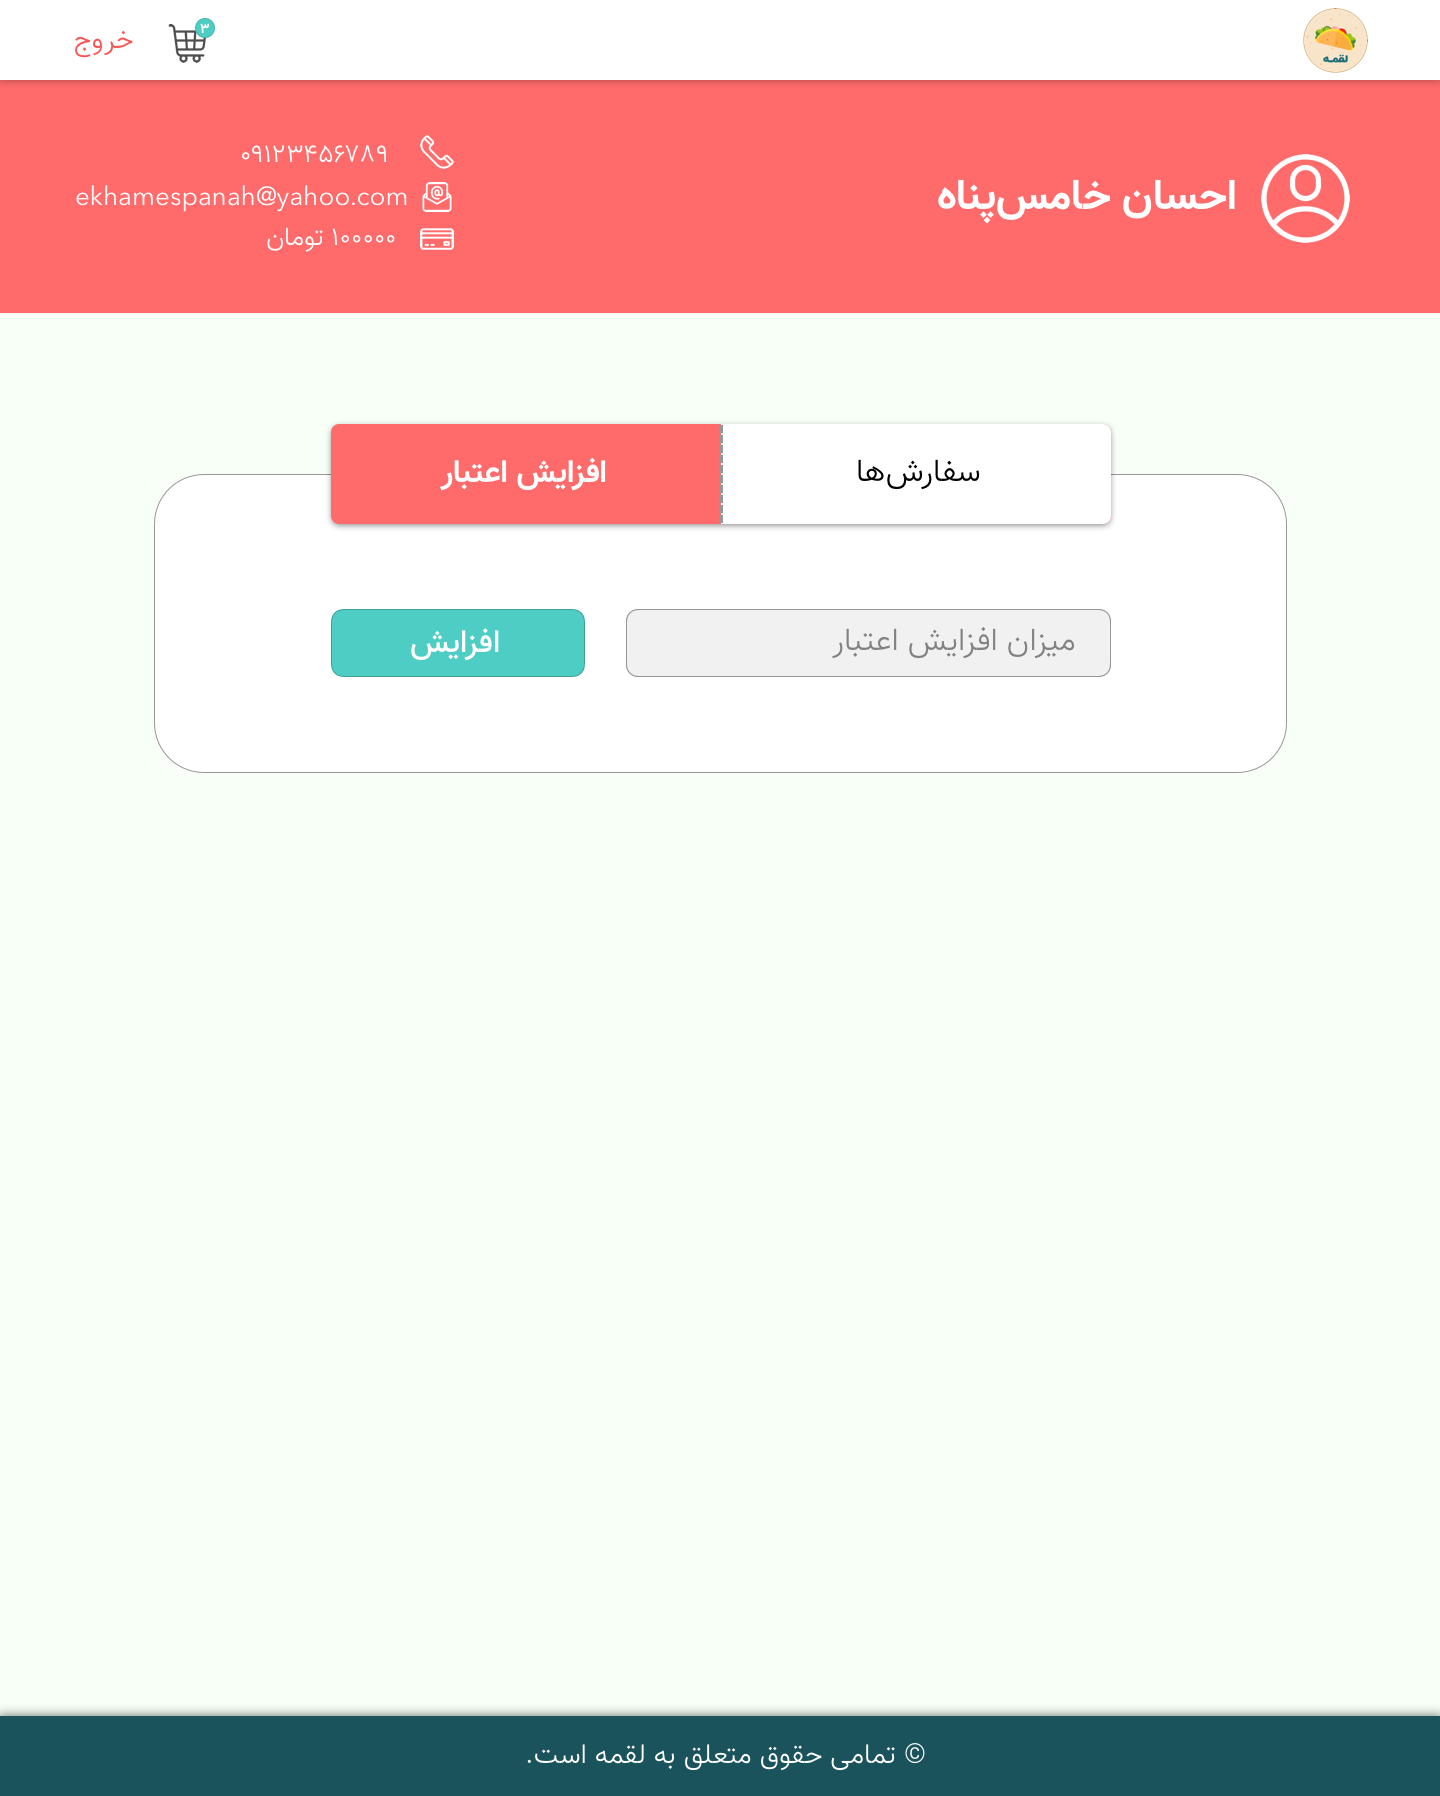 لقمه
۳
خروج
احسان خامس‌پناه
۰۹۱۲۳۴۵۶۷۸۹
ekhamespanah@yahoo.com
۱۰۰۰۰۰ تومان
سفارش‌ها
افزایش اعتبار
میزان افزایش اعتبار
افزایش
© تمامی حقوق متعلق به لقمه است.